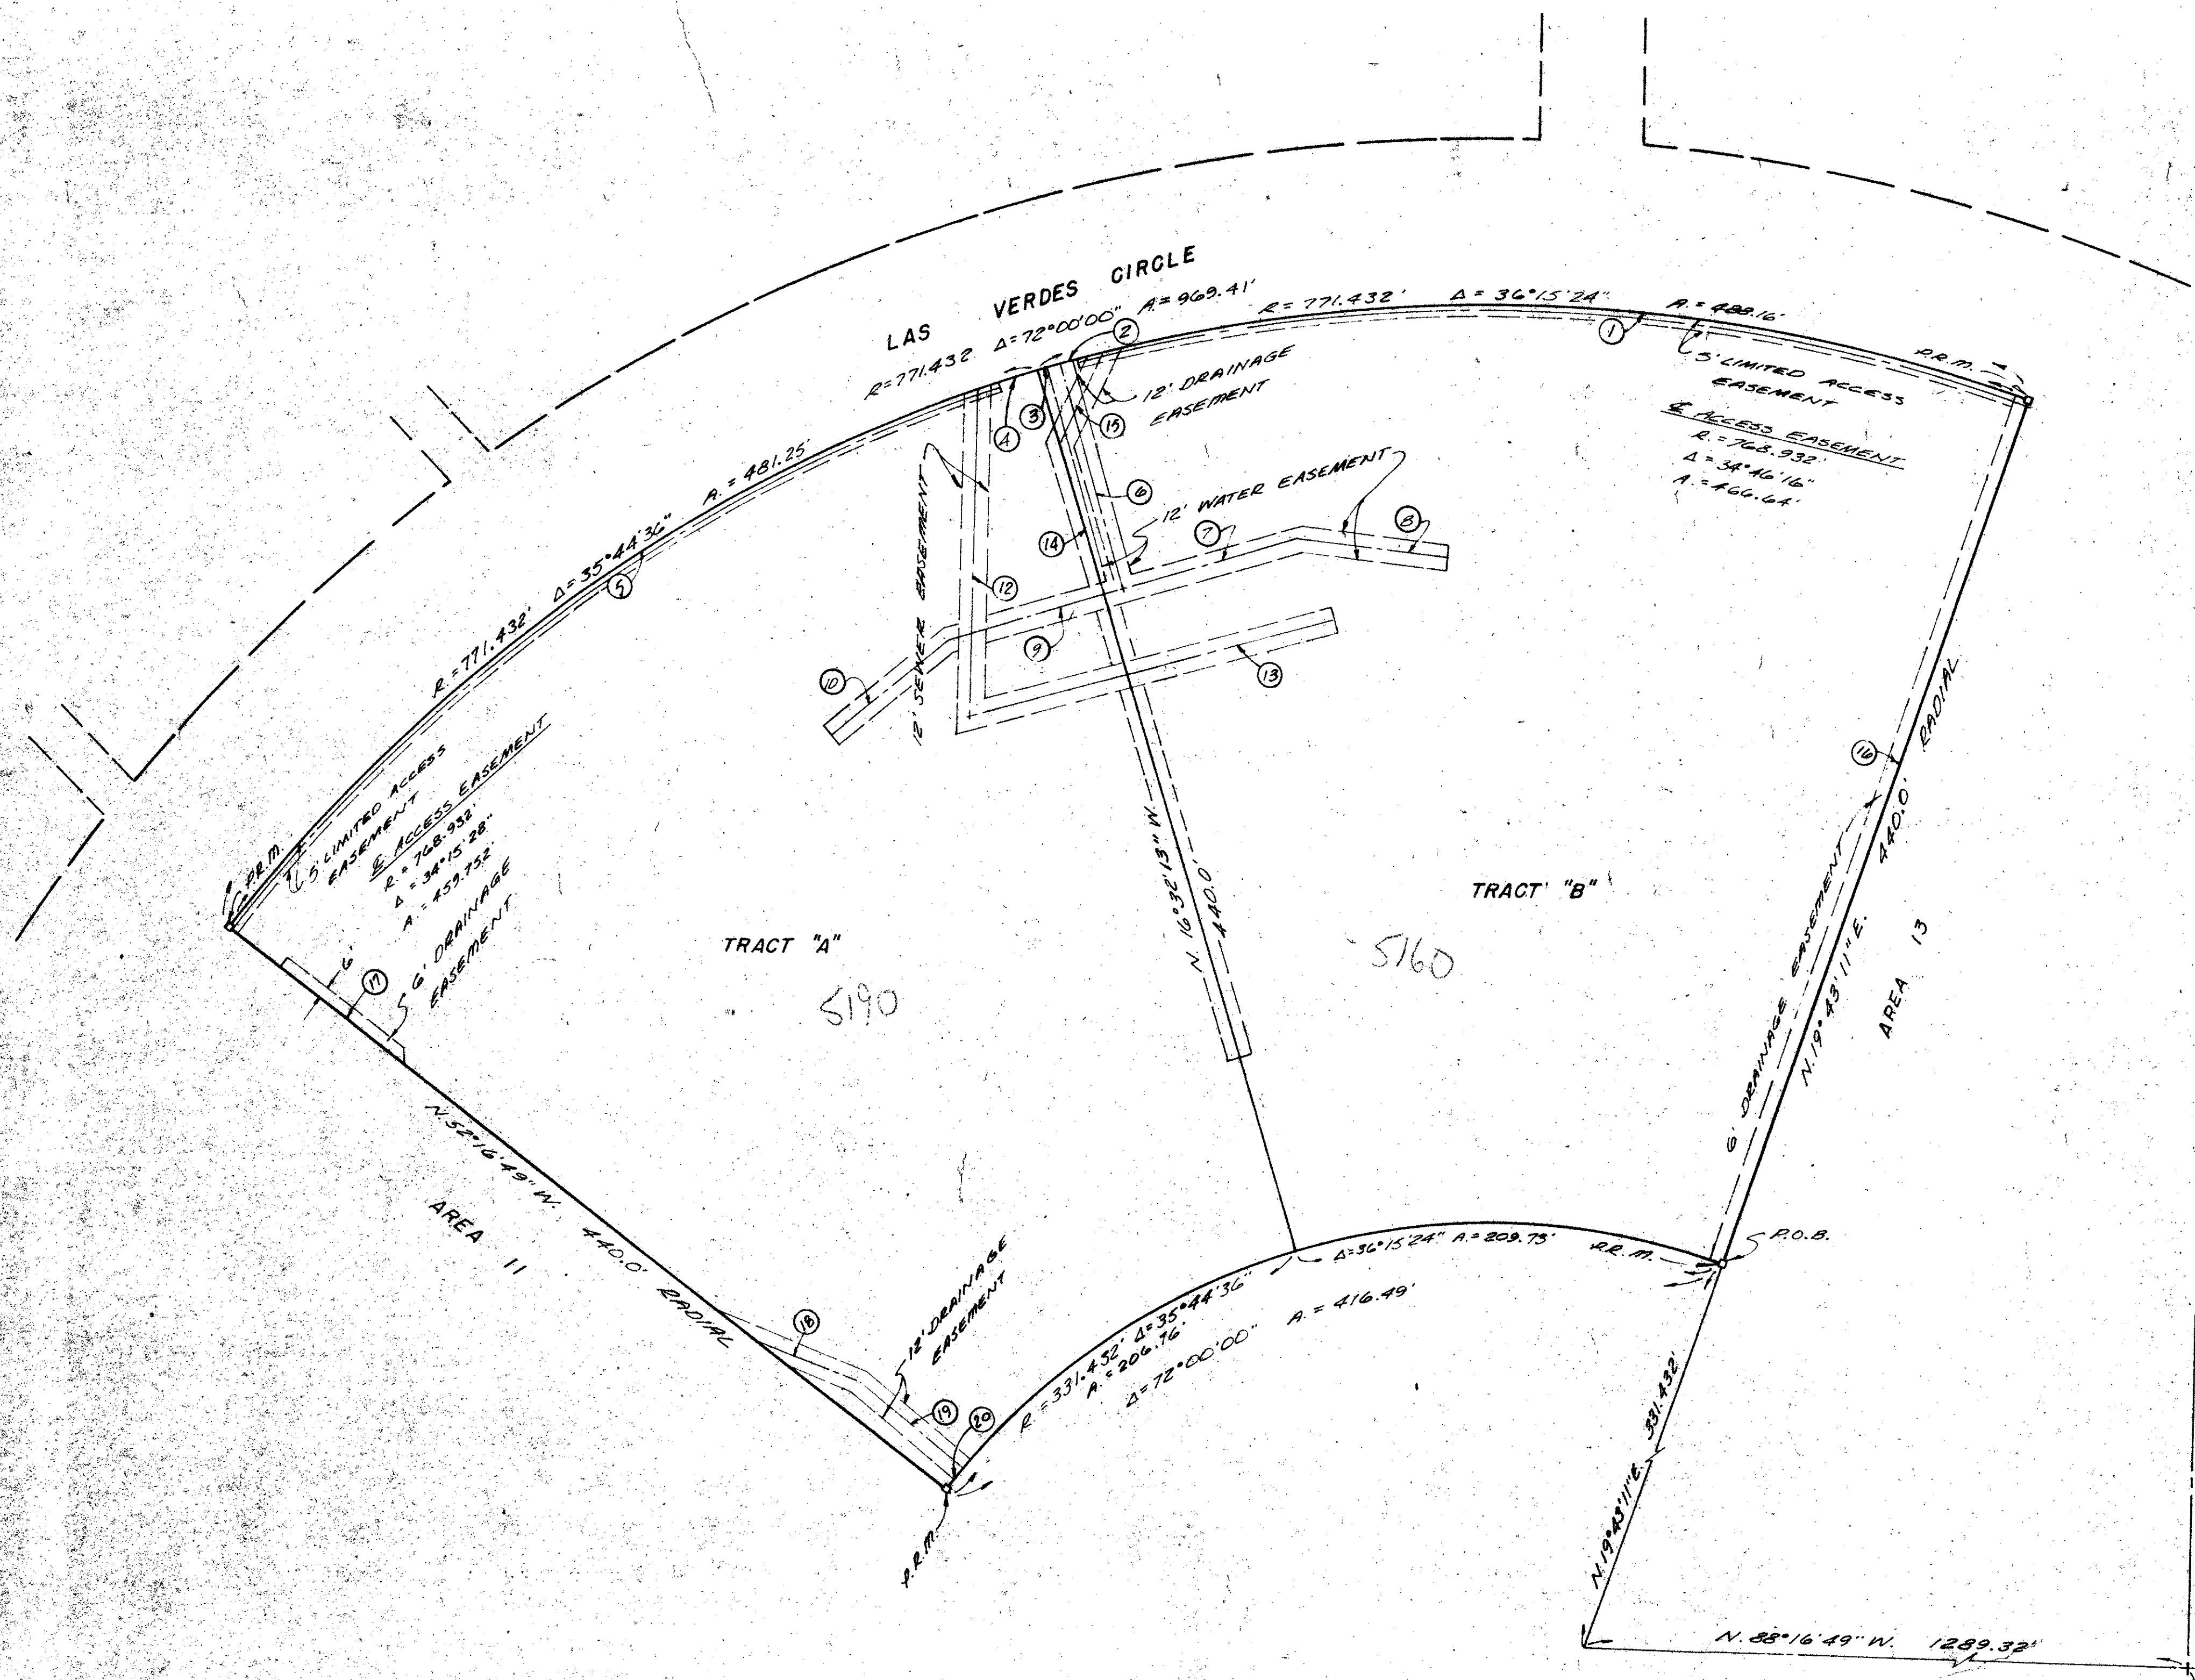 LAS VERDES CIRCLE
R=771.432 Δ=72°00'00" A=969.41'
R=771.432' Δ=36°15'24" A.=488.16'
P.R.M.
1
2
3
4
15
12' DRAINAGE
EASEMENT
5' LIMITED ACCESS
EASEMENT
℄ ACCESS EASEMENT
R.=768.932'
Δ=34°46'16"
A.=466.64'
R.=771.432' Δ=35°44'36" A.=481.25'
5
12' SEWER EASEMENT
6
12' WATER EASEMENT
7
8
14
12
9
10
13
P.R.M.
5' LIMITED ACCESS
EASEMENT
℄ ACCESS EASEMENT
R.=768.932'
Δ=34°15'28"
A.=459.752'
6'
17
6' DRAINAGE
EASEMENT
TRACT "A"
5190
N. 16°32'13" W.
440.0'
TRACT "B"
5160
16
RADIAL
440.0'
N.19°43'11"E.
6' DRAINAGE EASEMENT
AREA 13
N.52°16'49"W. 440.0' RADIAL
AREA 11
18
12' DRAINAGE
EASEMENT
19
20
P.R.M.
R.=331.432' Δ=35°44'36"
A.=206.76'
Δ=72°00'00" A.=416.49'
Δ=36°15'24" A.=209.73'
P.R.M.
P.O.B.
331.432'
N.19°43'11"E.
N. 88°16'49" W. 1289.32'